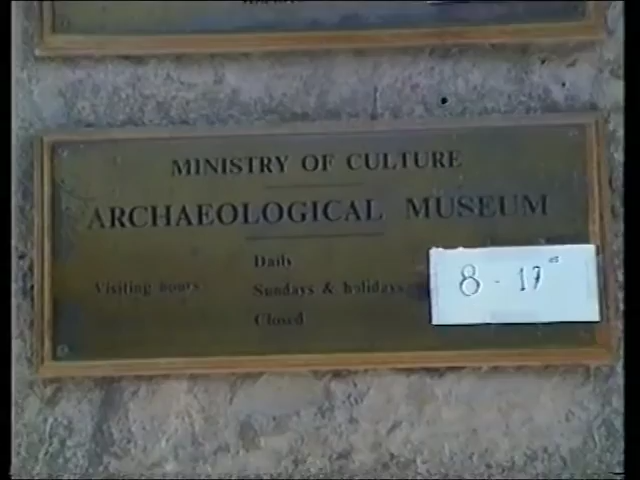 MINISTRY OF CULTURE
ARCHAEOLOGICAL MUSEUM
Daily
Visiting hours Sundays & holidays
Closed
8 - 17